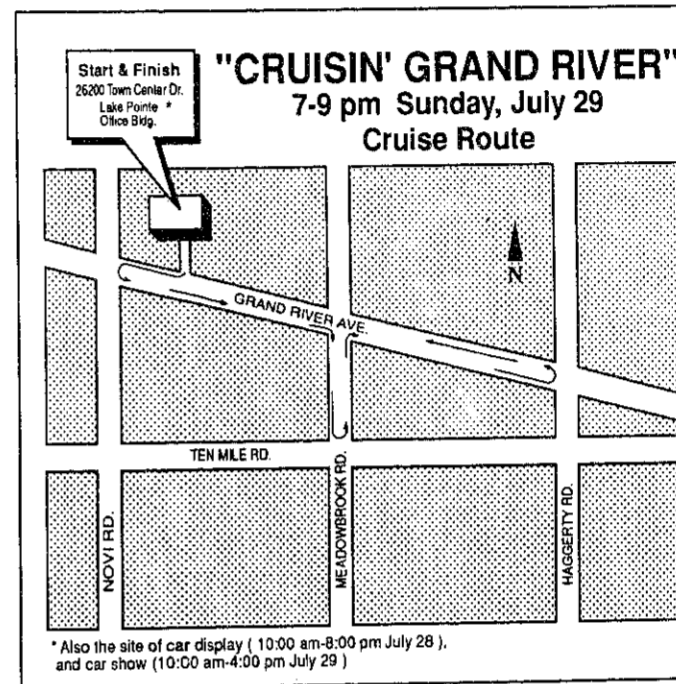 Start & Finish
26200 Town Center Dr.
Lake Pointe *
Office Bldg.
"CRUISIN' GRAND RIVER"
7-9 pm Sunday, July 29
Cruise Route
N
GRAND RIVER AVE.
TEN MILE RD.
NOVI RD.
MEADOWBROOK RD.
HAGGERTY RD.
* Also the site of car display ( 10:00 am-8:00 pm July 28 ),
and car show (10:00 am-4:00 pm July 29 )